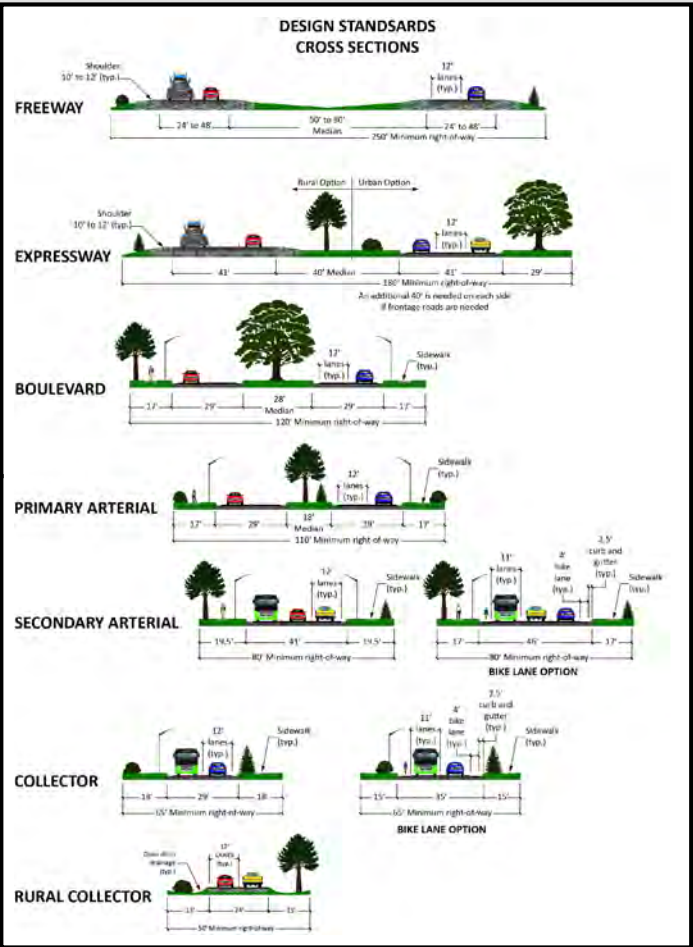 DESIGN STANDSARDS
CROSS SECTIONS
FREEWAY
Shoulder
10' to 12' (typ.)
12'
lanes
(typ.)
24' to 48'
50' to 80'
Median
24' to 48'
250' Minimum right-of-way
EXPRESSWAY
Rural Option
Urban Option
Shoulder
10' to 12' (typ.)
12'
lanes
(typ.)
41'
40' Median
41'
29'
180' Minimum right-of-way
An additional 40' is needed on each side
if frontage roads are needed
BOULEVARD
12'
lanes
(typ.)
Sidewalk
(typ.)
17'
29'
28'
Median
29'
17'
120' Minimum right-of-way
PRIMARY ARTERIAL
12'
lanes
(typ.)
Sidewalk
(typ.)
17'
29'
18'
Median
29'
17'
110' Minimum right-of-way
SECONDARY ARTERIAL
12'
lanes
(typ.)
Sidewalk
(typ.)
19.5'
41'
19.5'
80' Minimum right-of-way
11'
lanes
(typ.)
4'
bike
lane
(typ.)
2.5'
curb and
gutter
(typ.)
Sidewalk
(typ.)
17'
46'
17'
Minimum right-of-way
BIKE LANE OPTION
COLLECTOR
12'
lanes
(typ.)
Sidewalk
(typ.)
18'
29'
18'
65' Minimum right-of-way
11'
lanes
(typ.)
4'
bike
lane
(typ.)
2.5'
curb and
gutter
(typ.)
Sidewalk
(typ.)
15'
35'
15'
65' Minimum right-of-way
BIKE LANE OPTION
RURAL COLLECTOR
Open ditch
drainage
(typ.)
12'
lanes
(typ.)
13'
24'
13'
50' Minimum right-of-way